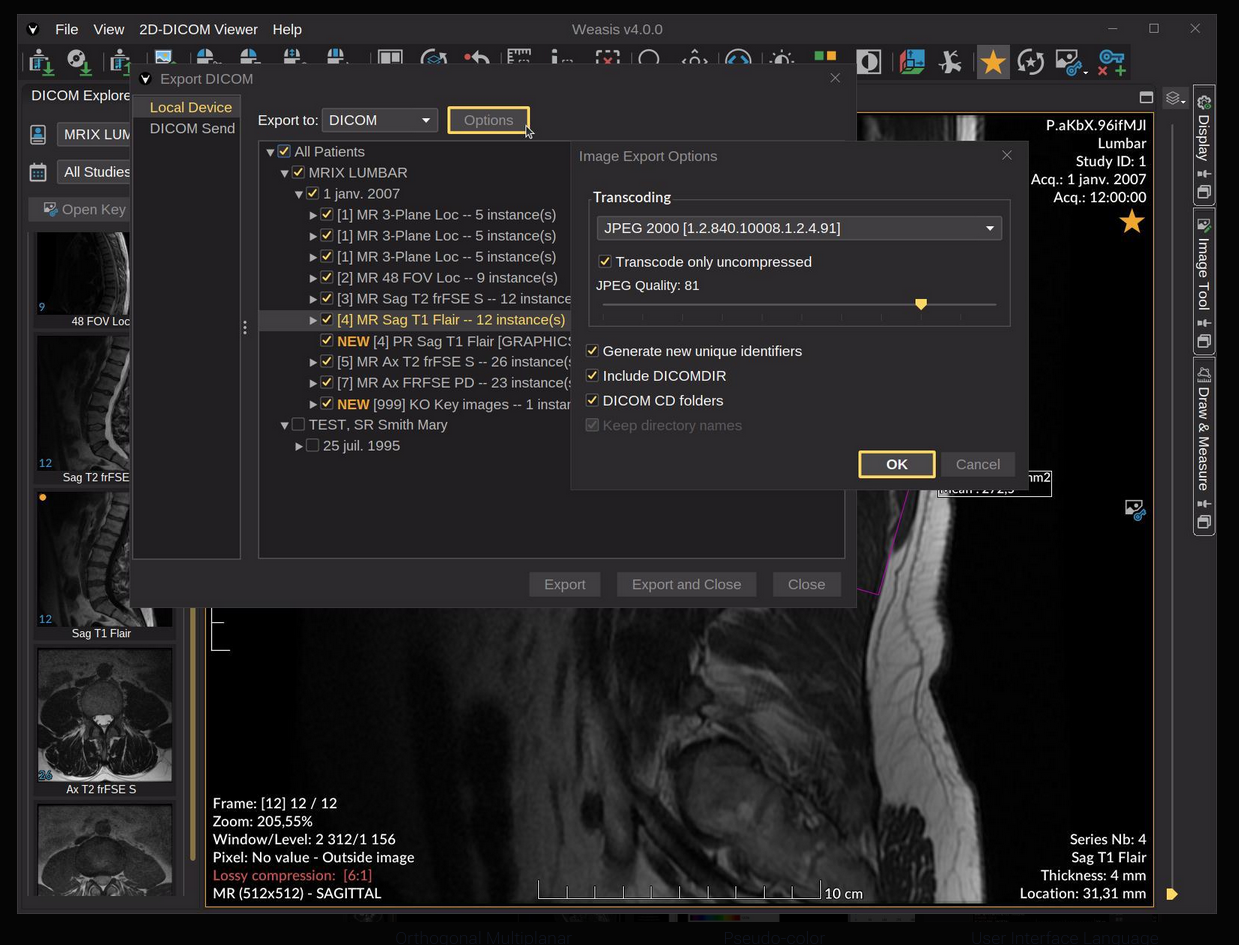 File View 2D-DICOM Viewer Help
Weasis v4.0.0
Export DICOM
DICOM Explore
MRIX LUM
All Studies
Open Key
9
48 FOV Loc
12
Sag T2 frFSE
12
Sag T1 Flair
26
Ax T2 frFSE S
Local Device
DICOM Send
Export to: DICOM
Options
All Patients
MRIX LUMBAR
1 janv. 2007
[1] MR 3-Plane Loc -- 5 instance(s)
[1] MR 3-Plane Loc -- 5 instance(s)
[1] MR 3-Plane Loc -- 5 instance(s)
[2] MR 48 FOV Loc -- 9 instance(s)
[3] MR Sag T2 frFSE S -- 12 instance
[4] MR Sag T1 Flair -- 12 instance(s)
NEW [4] PR Sag T1 Flair [GRAPHICS
[5] MR Ax T2 frFSE S -- 26 instance(s
[7] MR Ax FRFSE PD -- 23 instance(s
NEW [999] KO Key images -- 1 instan
TEST, SR Smith Mary
25 juil. 1995
Export
Export and Close
Close
Image Export Options
Transcoding
JPEG 2000 [1.2.840.10008.1.2.4.91]
Transcode only uncompressed
JPEG Quality: 81
Generate new unique identifiers
Include DICOMDIR
DICOM CD folders
Keep directory names
OK
Cancel
P.aKbX.96ifMJI
Lumbar
Study ID: 1
Acq.: 1 janv. 2007
Acq.: 12:00:00
Display
Image Tool
Draw & Measure
mm2
Mean : 272,5
Frame: [12] 12 / 12
Zoom: 205,55%
Window/Level: 2 312/1 156
Pixel: No value - Outside image
Lossy compression: [6:1]
MR (512x512) - SAGITTAL
10 cm
Series Nb: 4
Sag T1 Flair
Thickness: 4 mm
Location: 31,31 mm
Orthogonal Multiplanar
Pseudo-color
User Interface Language